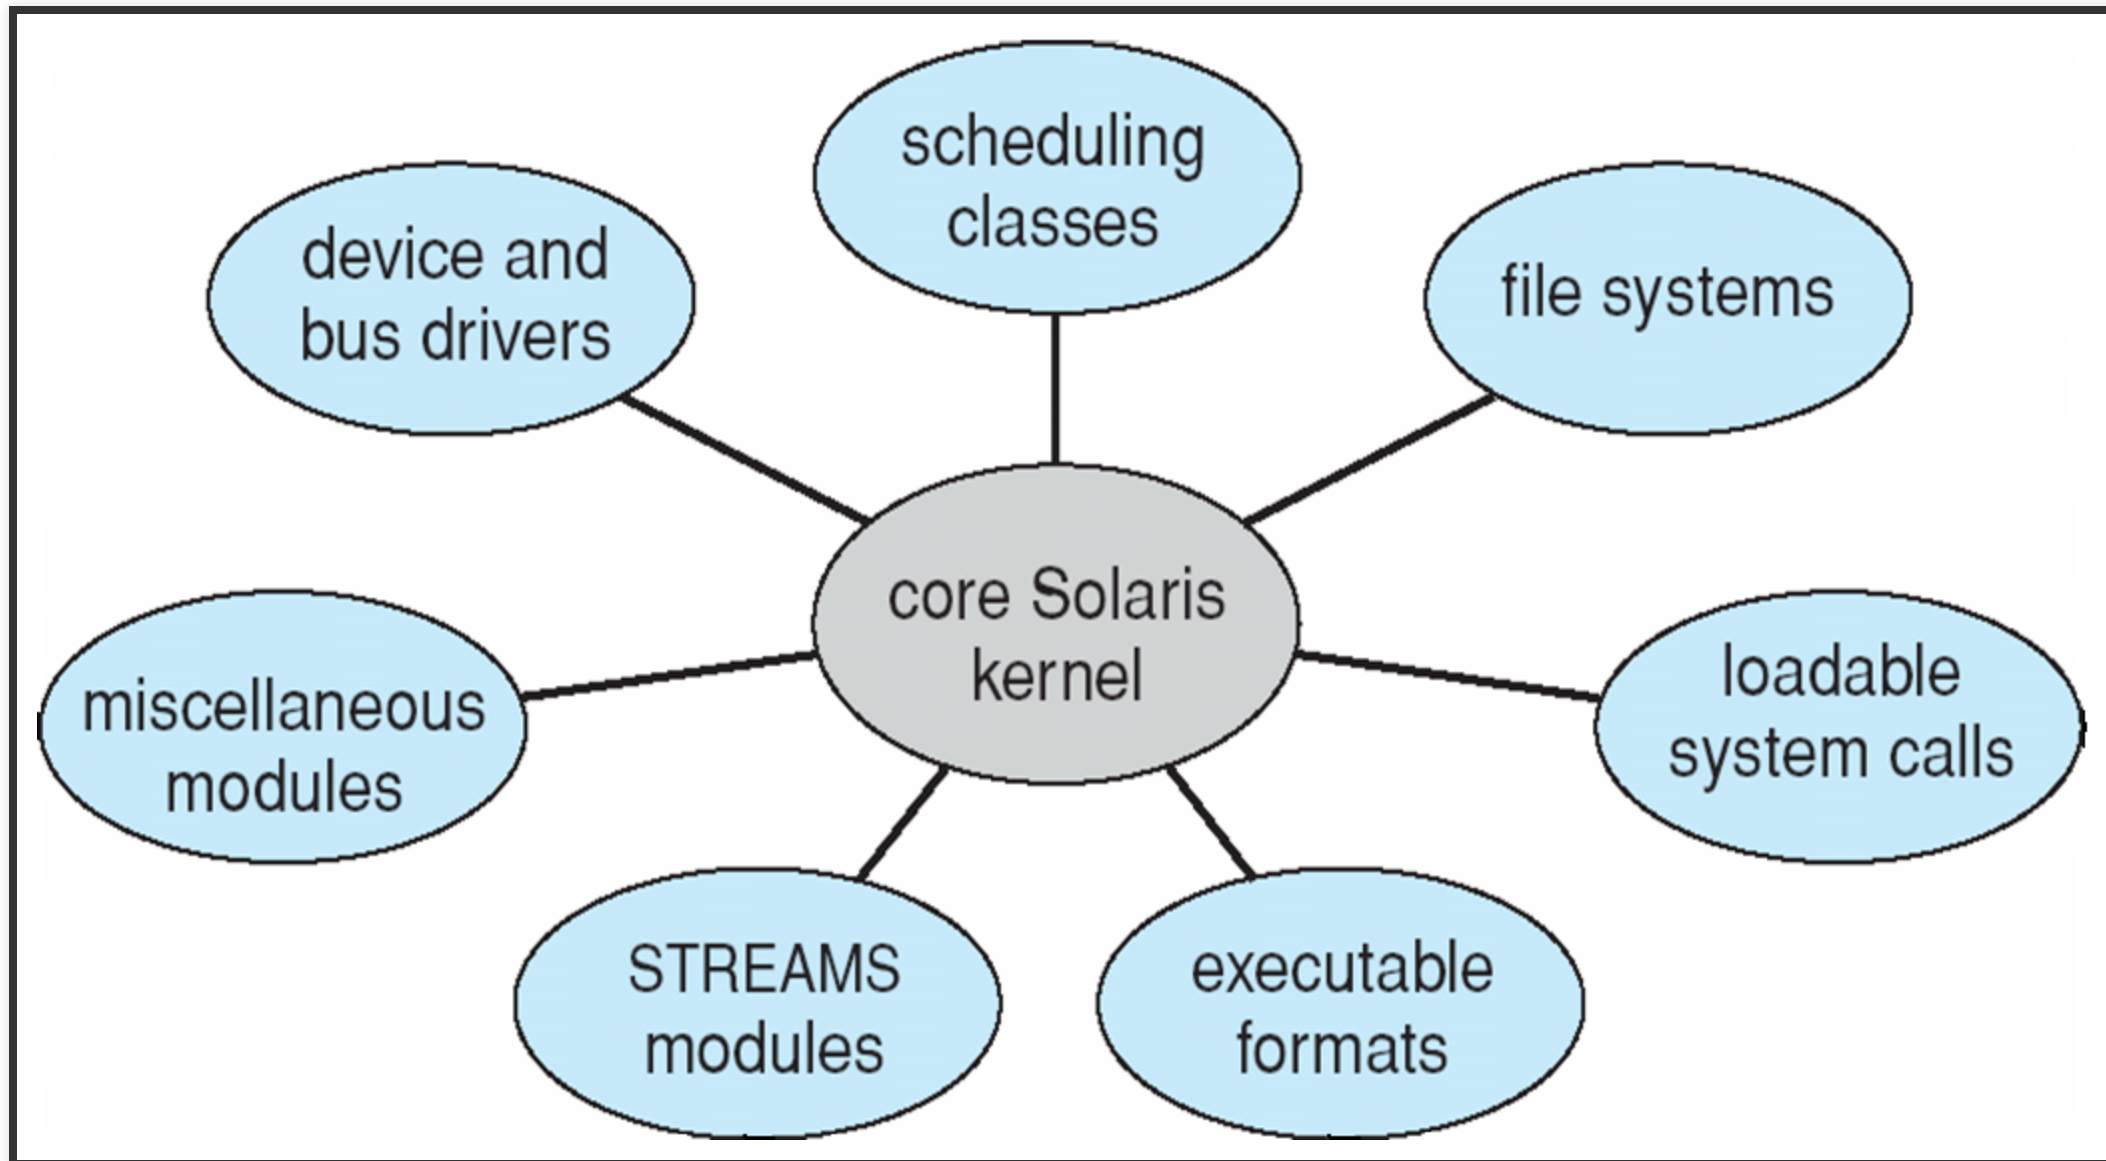 scheduling
classes
device and
bus drivers
file systems
core Solaris
kernel
loadable
system calls
miscellaneous
modules
STREAMS
modules
executable
formats